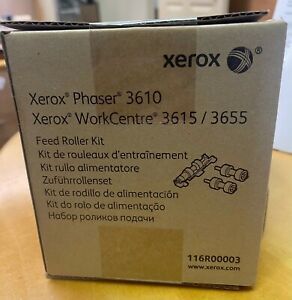 xerox
Xerox® Phaser® 3610
Xerox® WorkCentre® 3615 / 3655
Feed Roller Kit
Kit de rouleaux d'entraînement
Kit rullo alimentatore
Zuführrollenset
Kit de rodillo de alimentación
Kit do rolo de alimentação
Набор роликов подачи
116R00003
www.xerox.com